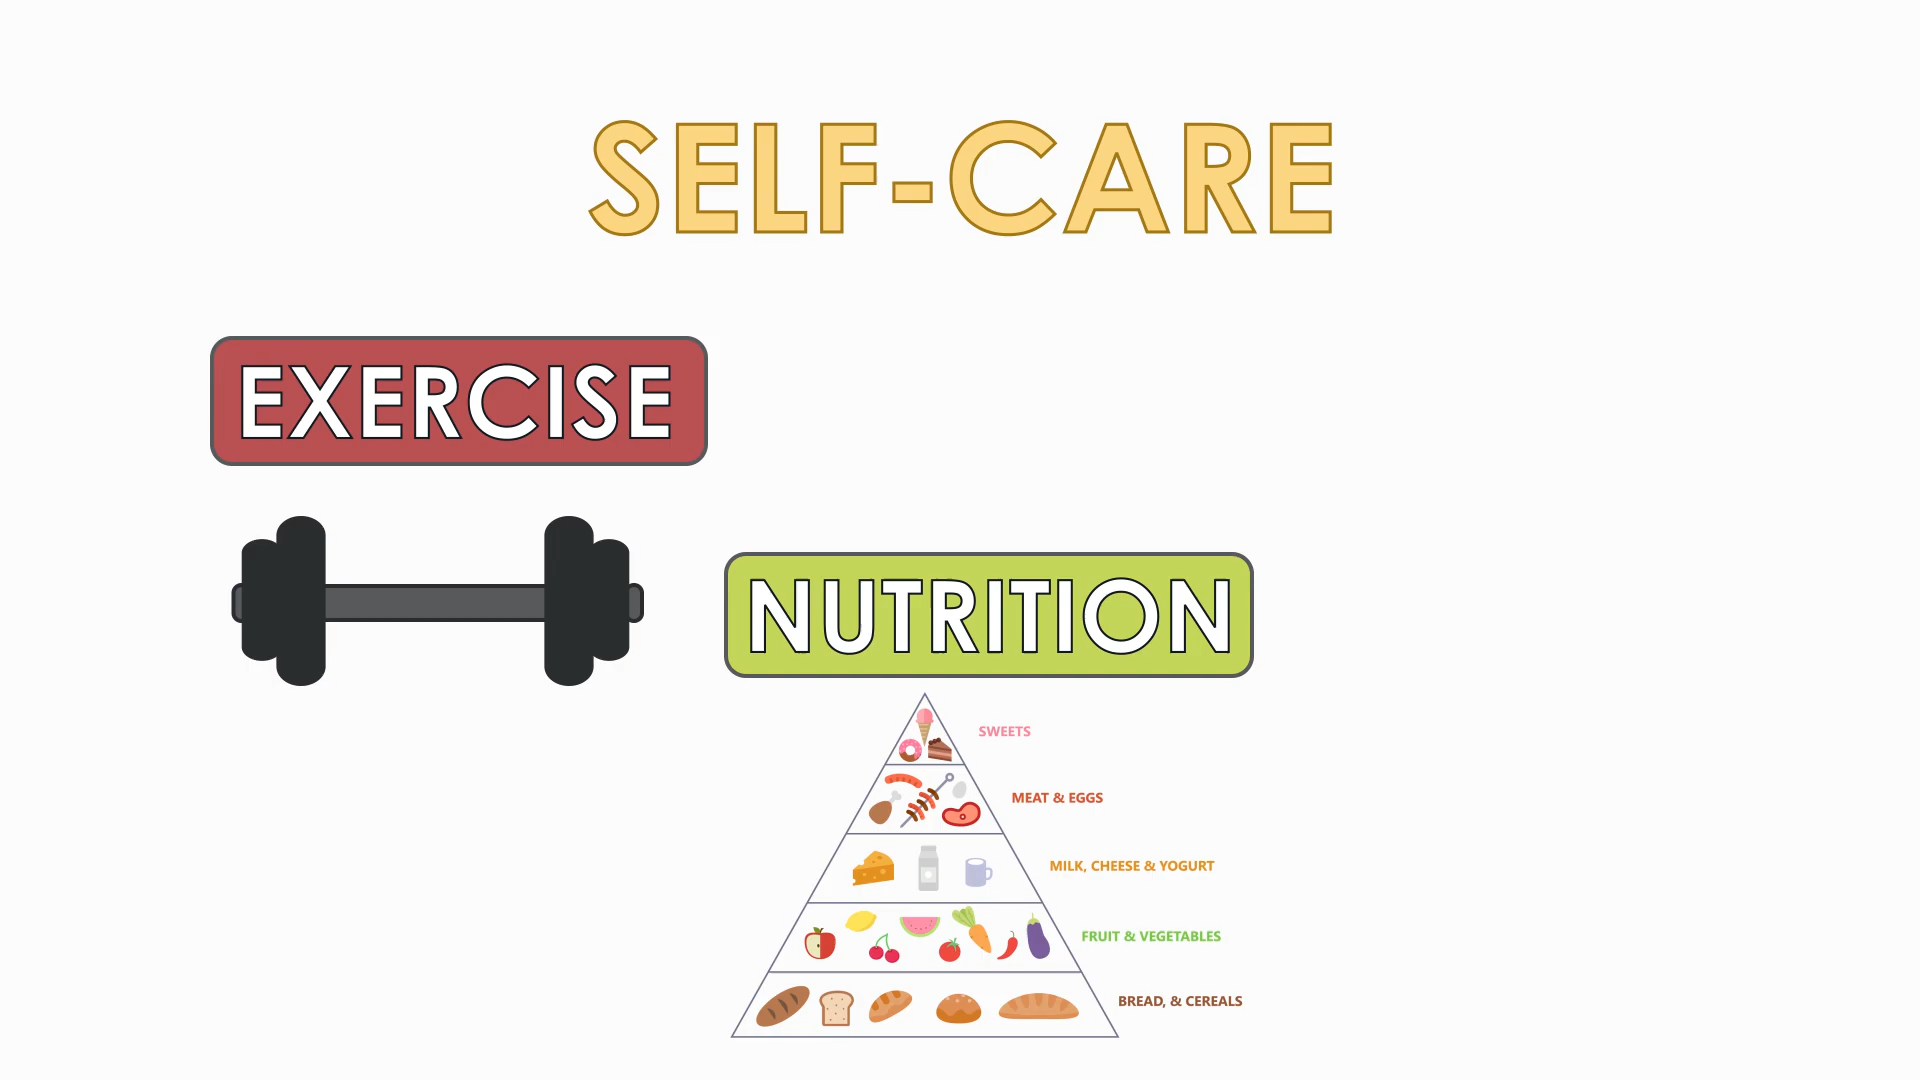 SELF-CARE
EXERCISE
NUTRITION
SWEETS
MEAT & EGGS
MILK, CHEESE & YOGURT
FRUIT & VEGETABLES
BREAD, & CEREALS